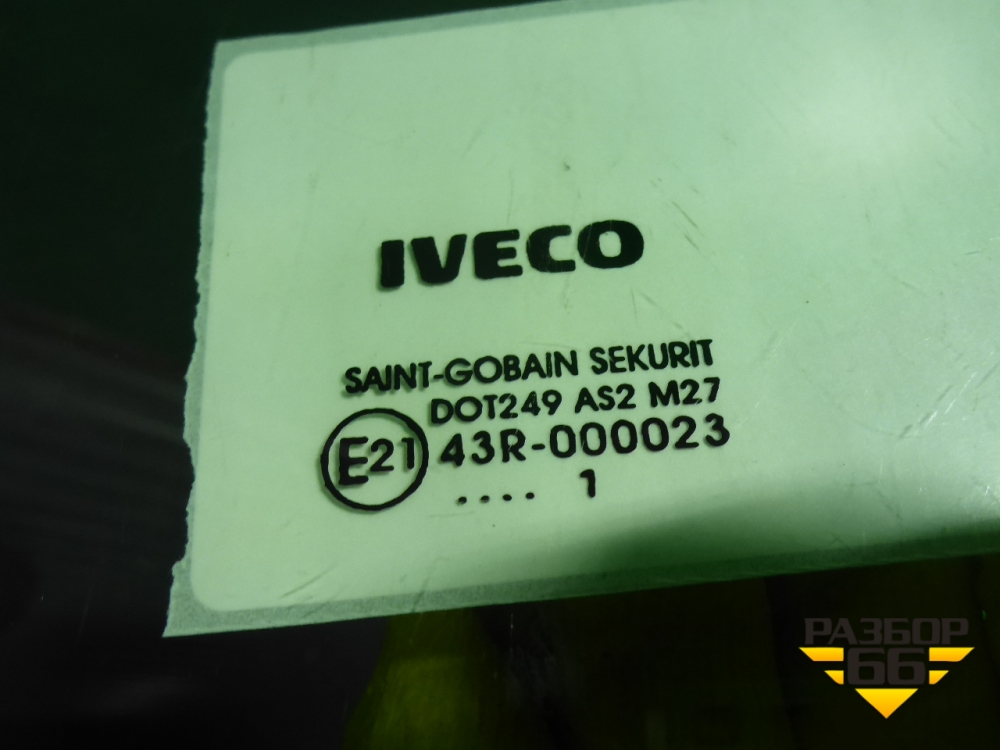 IVECO
SAINT-GOBAIN SEKURIT
DOT249 AS2 M27
E21 43R-000023
.... 1
РАЗБОР
66